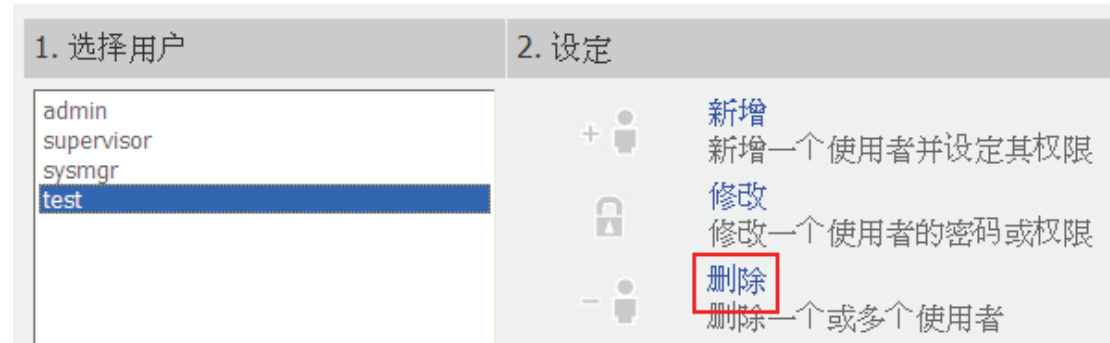 1. 选择用户
2. 设定
admin
supervisor
sysmgr
test
新增
新增一个使用者并设定其权限
修改
修改一个使用者的密码或权限
删除
删除一个或多个使用者